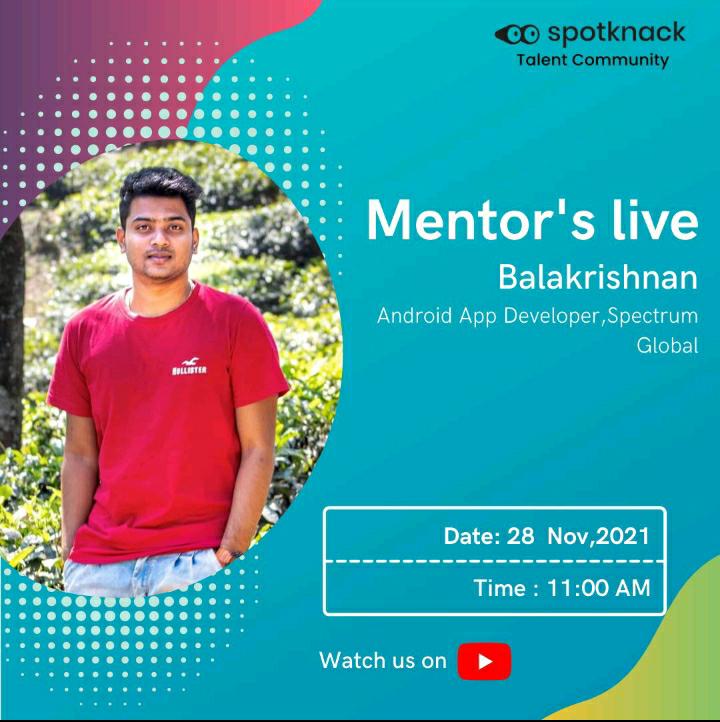 spotknack
Talent Community
Mentor's live
Balakrishnan
Android App Developer,Spectrum
Global
HOLLISTER
Date: 28 Nov,2021
Time : 11:00 AM
Watch us on